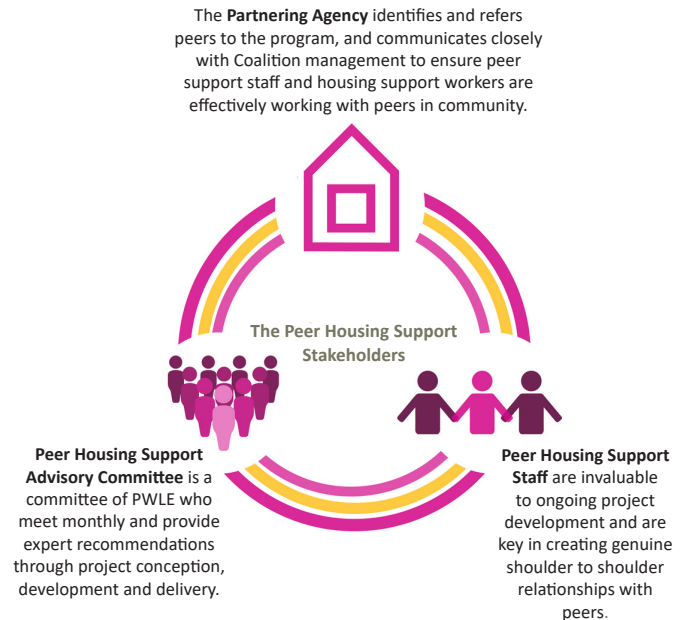 The Partnering Agency identifies and refers
peers to the program, and communicates closely
with Coalition management to ensure peer
support staff and housing support workers are
effectively working with peers in community.
The Peer Housing Support
Stakeholders
Peer Housing Support
Advisory Committee is a
committee of PWLE who
meet monthly and provide
expert recommendations
through project conception,
development and delivery.
Peer Housing Support
Staff are invaluable
to ongoing project
development and are
key in creating genuine
shoulder to shoulder
relationships with
peers.